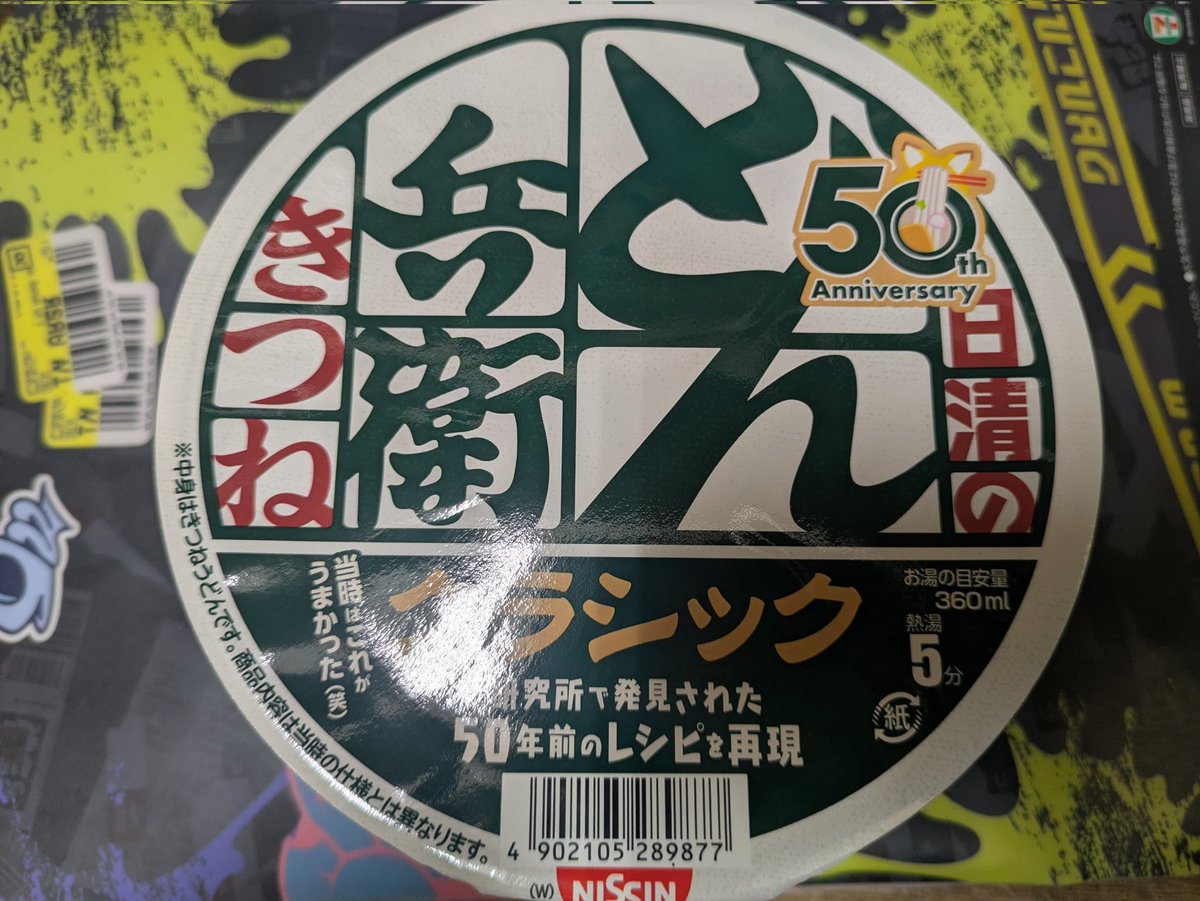 日清の
どん
兵衛
きつね
50th
Anniversary
クラシック
研究所で発見された
50年前のレシピを再現
(当時はこれが
うまかった(笑)
お湯の目安量
360ml
熱湯
5分
紙
※中身はきつねうどんです。商品内容は当時の仕様とは異なります。
4 902105 289877
(W)
NISSIN